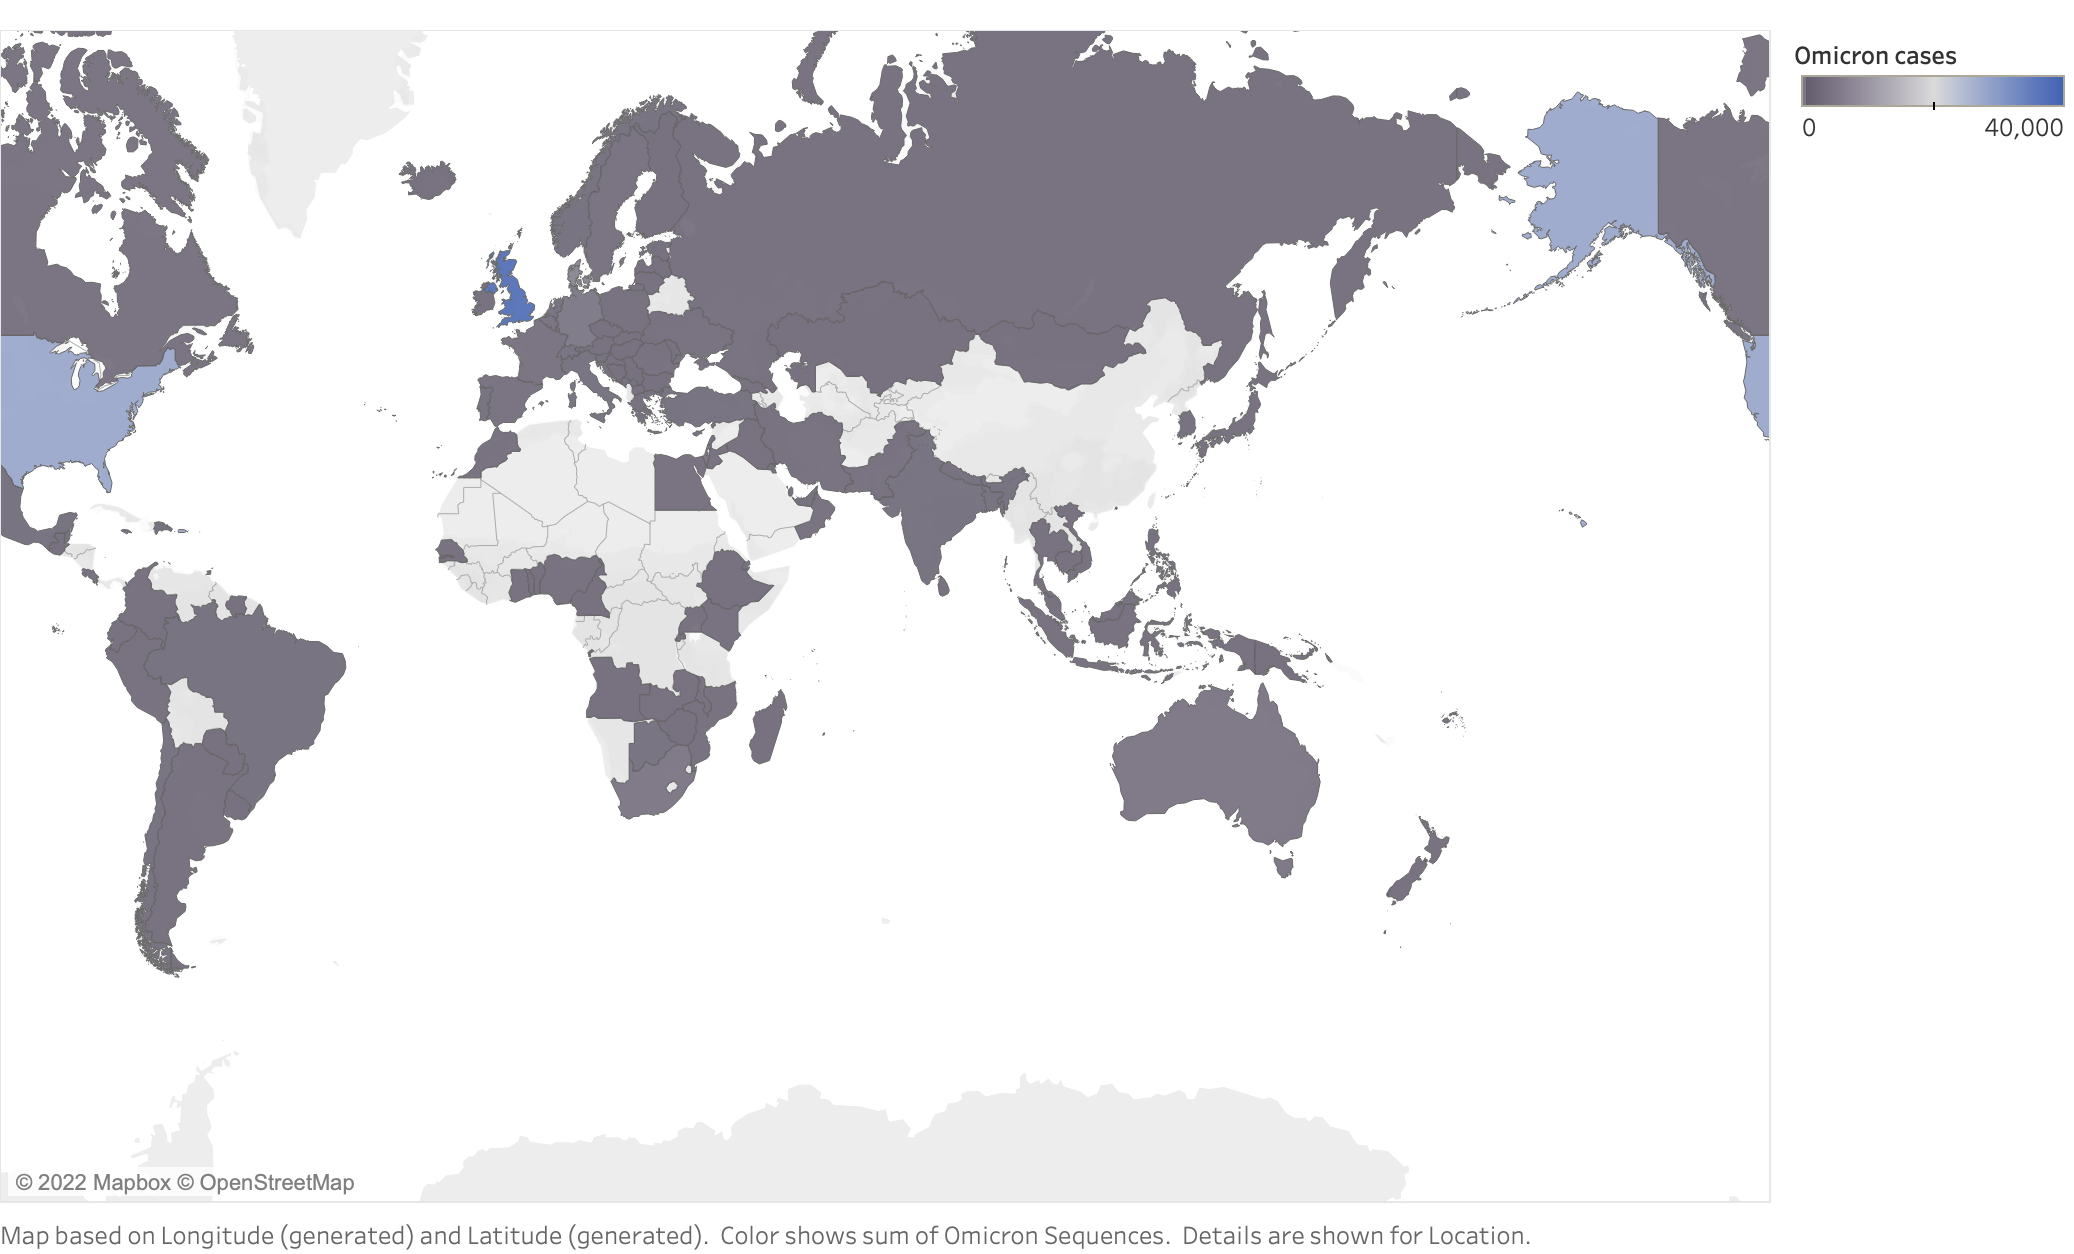 Omicron cases
0 40,000
© 2022 Mapbox © OpenStreetMap
Map based on Longitude (generated) and Latitude (generated).  Color shows sum of Omicron Sequences.  Details are shown for Location.